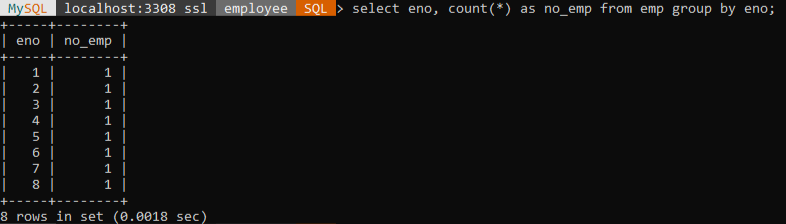 MySQL localhost:3308 ssl employee SQL > select eno, count(*) as no_emp from emp group by eno;
+-----+--------+
| eno | no_emp |
+-----+--------+
|   1 |      1 |
|   2 |      1 |
|   3 |      1 |
|   4 |      1 |
|   5 |      1 |
|   6 |      1 |
|   7 |      1 |
|   8 |      1 |
+-----+--------+
8 rows in set (0.0018 sec)